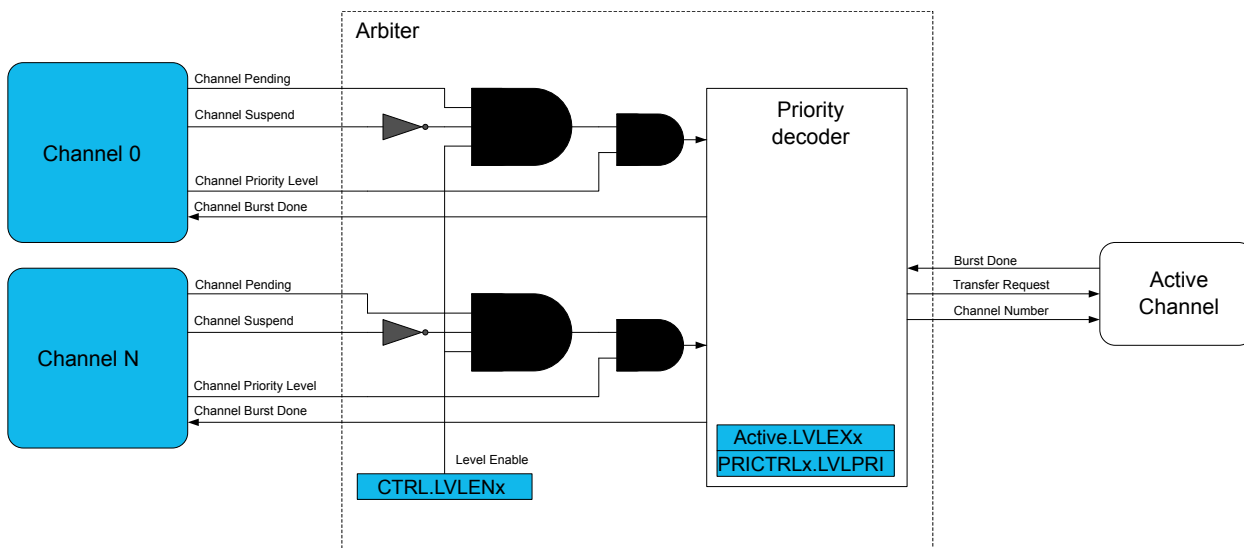 Arbiter
Channel 0
Channel Pending
Channel Suspend
Channel Priority Level
Channel Burst Done
Priority
decoder
Burst Done
Transfer Request
Channel Number
Active
Channel
Channel N
Channel Pending
Channel Suspend
Channel Priority Level
Channel Burst Done
Active.LVLEXx
PRICTRLx.LVLPRI
Level Enable
CTRL.LVLENx